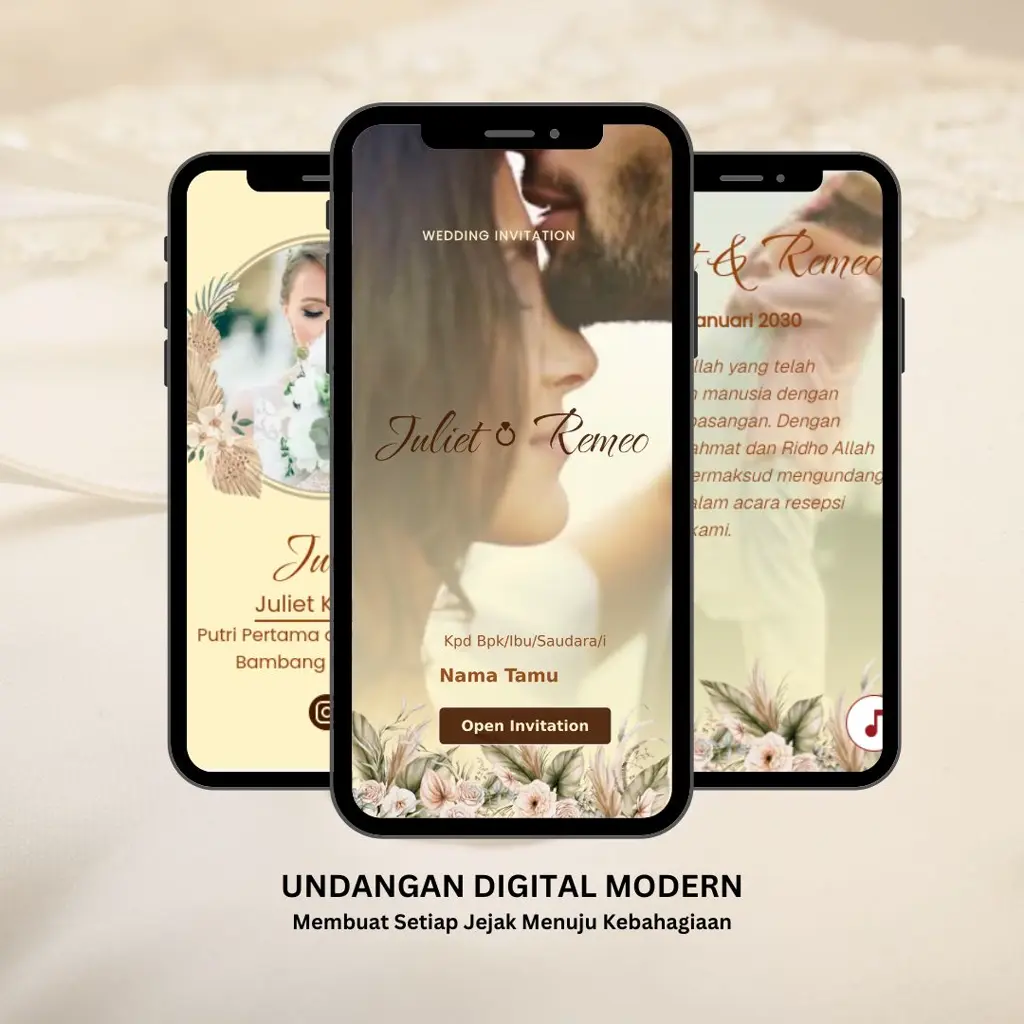 WEDDING INVITATION
Juliet Remeo
Kpd Bpk/Ibu/Saudara/i
Nama Tamu
Open Invitation
Ju
Juliet K
Putri Pertama
Bambang
& Remeo
anuari 2030
llah yang telah
manusia dengan
pasangan. Dengan
ahmat dan Ridho Allah
ermaksud mengundang
alam acara resepsi
kami.
UNDANGAN DIGITAL MODERN
Membuat Setiap Jejak Menuju Kebahagiaan